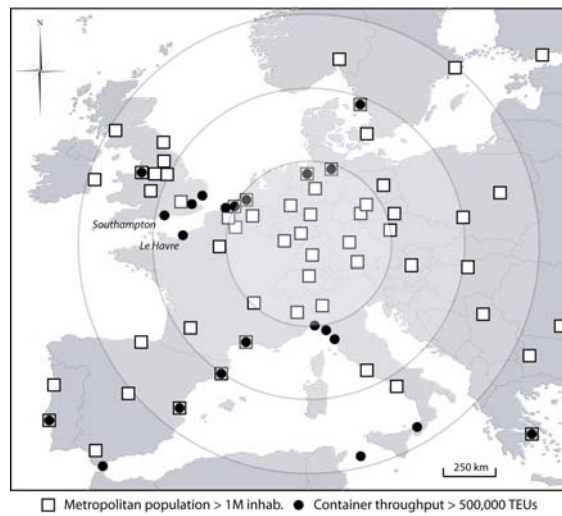 N
Southampton
Le Havre
250 km
Metropolitan population > 1M inhab.
Container throughput > 500,000 TEUs